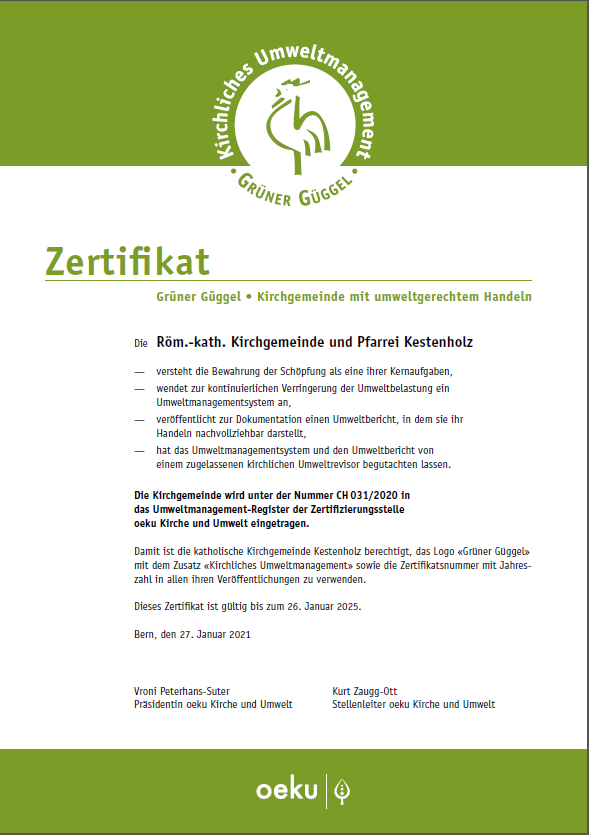 Kirchliches Umweltmanagement
• GRÜNER GÜGGEL •
Zertifikat
Grüner Güggel • Kirchgemeinde mit umweltgerechtem Handeln
Die Röm.-kath. Kirchgemeinde und Pfarrei Kestenholz
— versteht die Bewahrung der Schöpfung als eine ihrer Kernaufgaben,
— wendet zur kontinuierlichen Verringerung der Umweltbelastung ein
Umweltmanagementsystem an,
— veröffentlicht zur Dokumentation einen Umweltbericht, in dem sie ihr
Handeln nachvollziehbar darstellt,
— hat das Umweltmanagementsystem und den Umweltbericht von
einem zugelassenen kirchlichen Umweltrevisor begutachten lassen.
Die Kirchgemeinde wird unter der Nummer CH 031/2020 in
das Umweltmanagement-Register der Zertifizierungsstelle
oeku Kirche und Umwelt eingetragen.
Damit ist die katholische Kirchgemeinde Kestenholz berechtigt, das Logo «Grüner Güggel»
mit dem Zusatz «Kirchliches Umweltmanagement» sowie die Zertifikatsnummer mit Jahres-
zahl in allen ihren Veröffentlichungen zu verwenden.
Dieses Zertifikat ist gültig bis zum 26. Januar 2025.
Bern, den 27. Januar 2021
Vroni Peterhans-Suter
Präsidentin oeku Kirche und Umwelt
Kurt Zaugg-Ott
Stellenleiter oeku Kirche und Umwelt
oeku